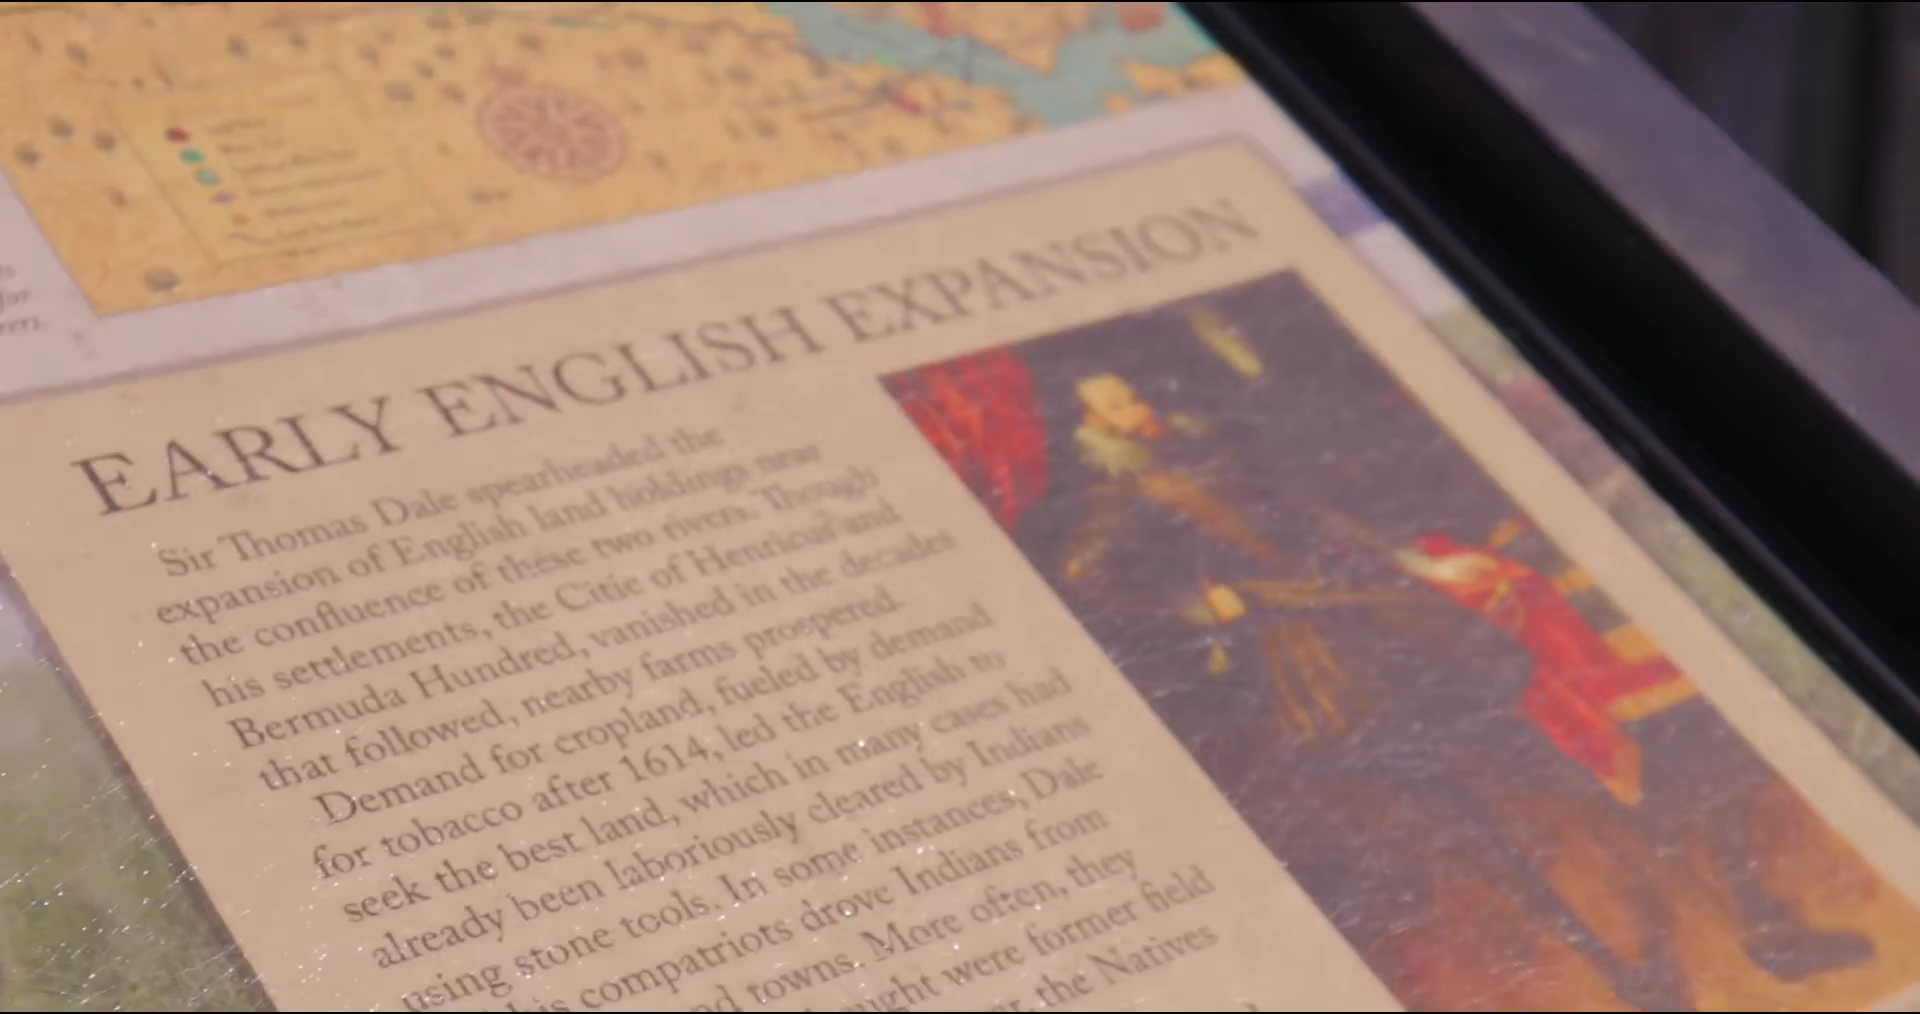 for
EARLY ENGLISH EXPANSION
Sir Thomas Dale spearheaded the
expansion of English land holdings near
the confluence of these two rivers. Though
his settlements, the Citie of Henricus and
Bermuda Hundred, vanished in the decades
that followed, nearby farms prospered.
Demand for cropland, fueled by demand
for tobacco after 1614, led the English to
seek the best land, which in many cases had
already been laboriously cleared by Indians
using stone tools. In some instances, Dale
his compatriots drove Indians from
towns. More often, they
were former field
the Natives